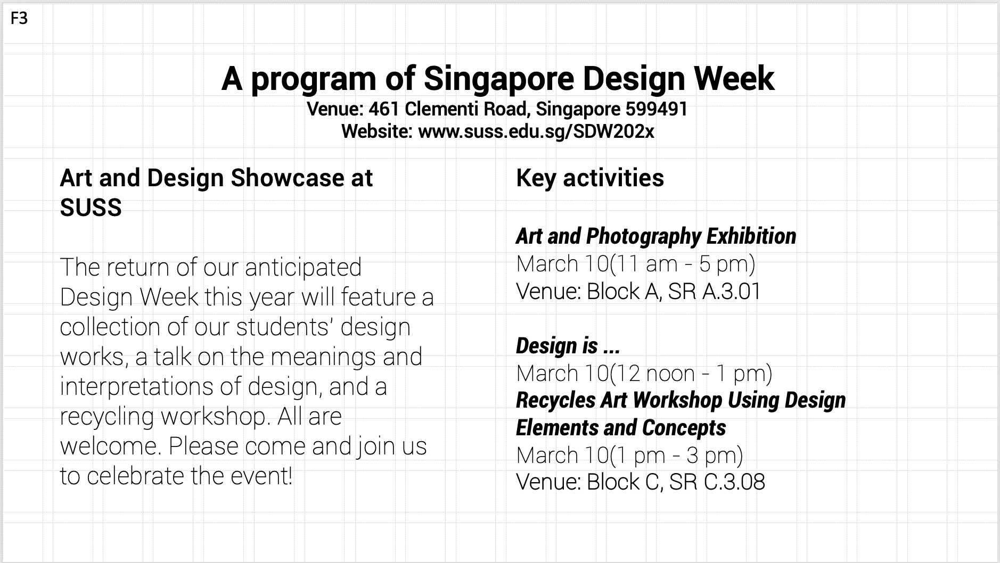 F3
A program of Singapore Design Week
Venue: 461 Clementi Road, Singapore 599491
Website: www.suss.edu.sg/SDW202x
Art and Design Showcase at
SUSS
The return of our anticipated
Design Week this year will feature a
collection of our students' design
works, a talk on the meanings and
interpretations of design, and a
recycling workshop. All are
welcome. Please come and join us
to celebrate the event!
Key activities
Art and Photography Exhibition
March 10(11 am - 5 pm)
Venue: Block A, SR A.3.01
Design is ...
March 10(12 noon - 1 pm)
Recycles Art Workshop Using Design
Elements and Concepts
March 10(1 pm - 3 pm)
Venue: Block C, SR C.3.08